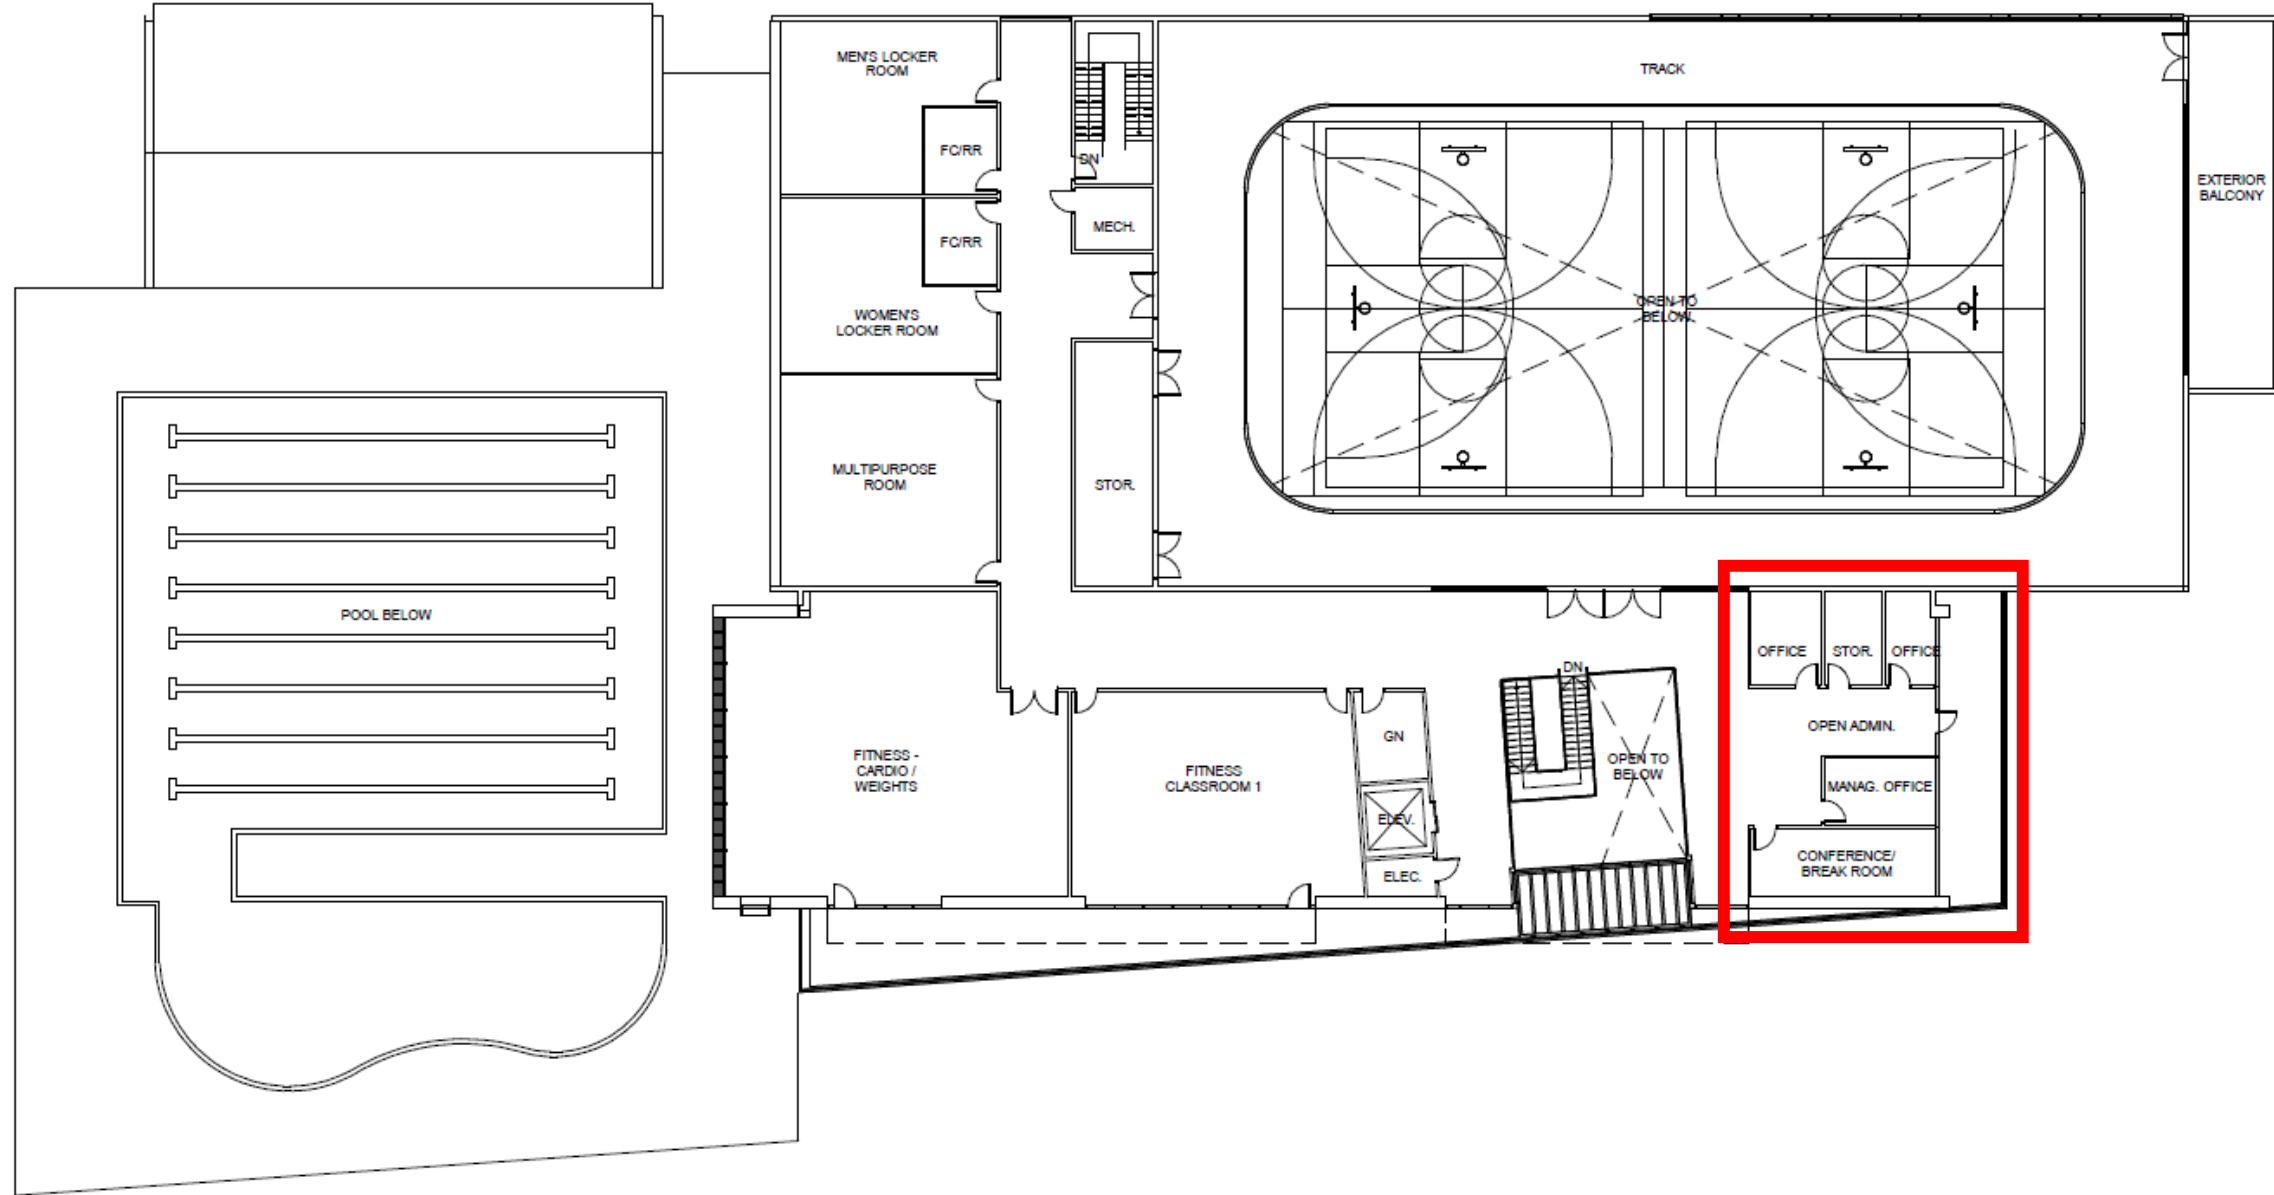 MEN'S LOCKER
ROOM
TRACK
FC/RR
DN
EXTERIOR
BALCONY
MECH.
FC/RR
WOMEN'S
LOCKER ROOM
OPEN TO
BELOW
MULTIPURPOSE
ROOM
STOR.
POOL BELOW
OFFICE
STOR.
OFFICE
DN
OPEN ADMIN.
GN
FITNESS -
CARDIO /
WEIGHTS
FITNESS
CLASSROOM 1
OPEN TO
BELOW
MANAG. OFFICE
ELEV.
CONFERENCE/
BREAK ROOM
ELEC.